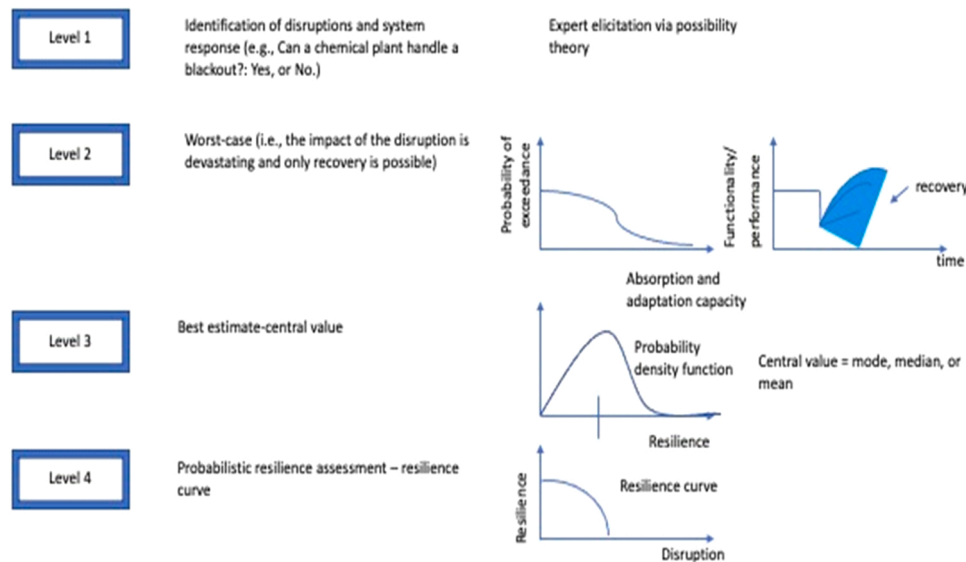 Level 1
Identification of disruptions and system
response (e.g., Can a chemical plant handle a
blackout?: Yes, or No.)
Expert elicitation via possibility
theory
Level 2
Worst-case (i.e., the impact of the disruption is
devastating and only recovery is possible)
Probability of
exceedance
Absorption and
adaptation capacity
Functionality/
performance
recovery
time
Level 3
Best estimate-central value
Probability
density function
Resilience
Central value = mode, median, or
mean
Level 4
Probabilistic resilience assessment – resilience
curve
Resilience
Resilience curve
Disruption